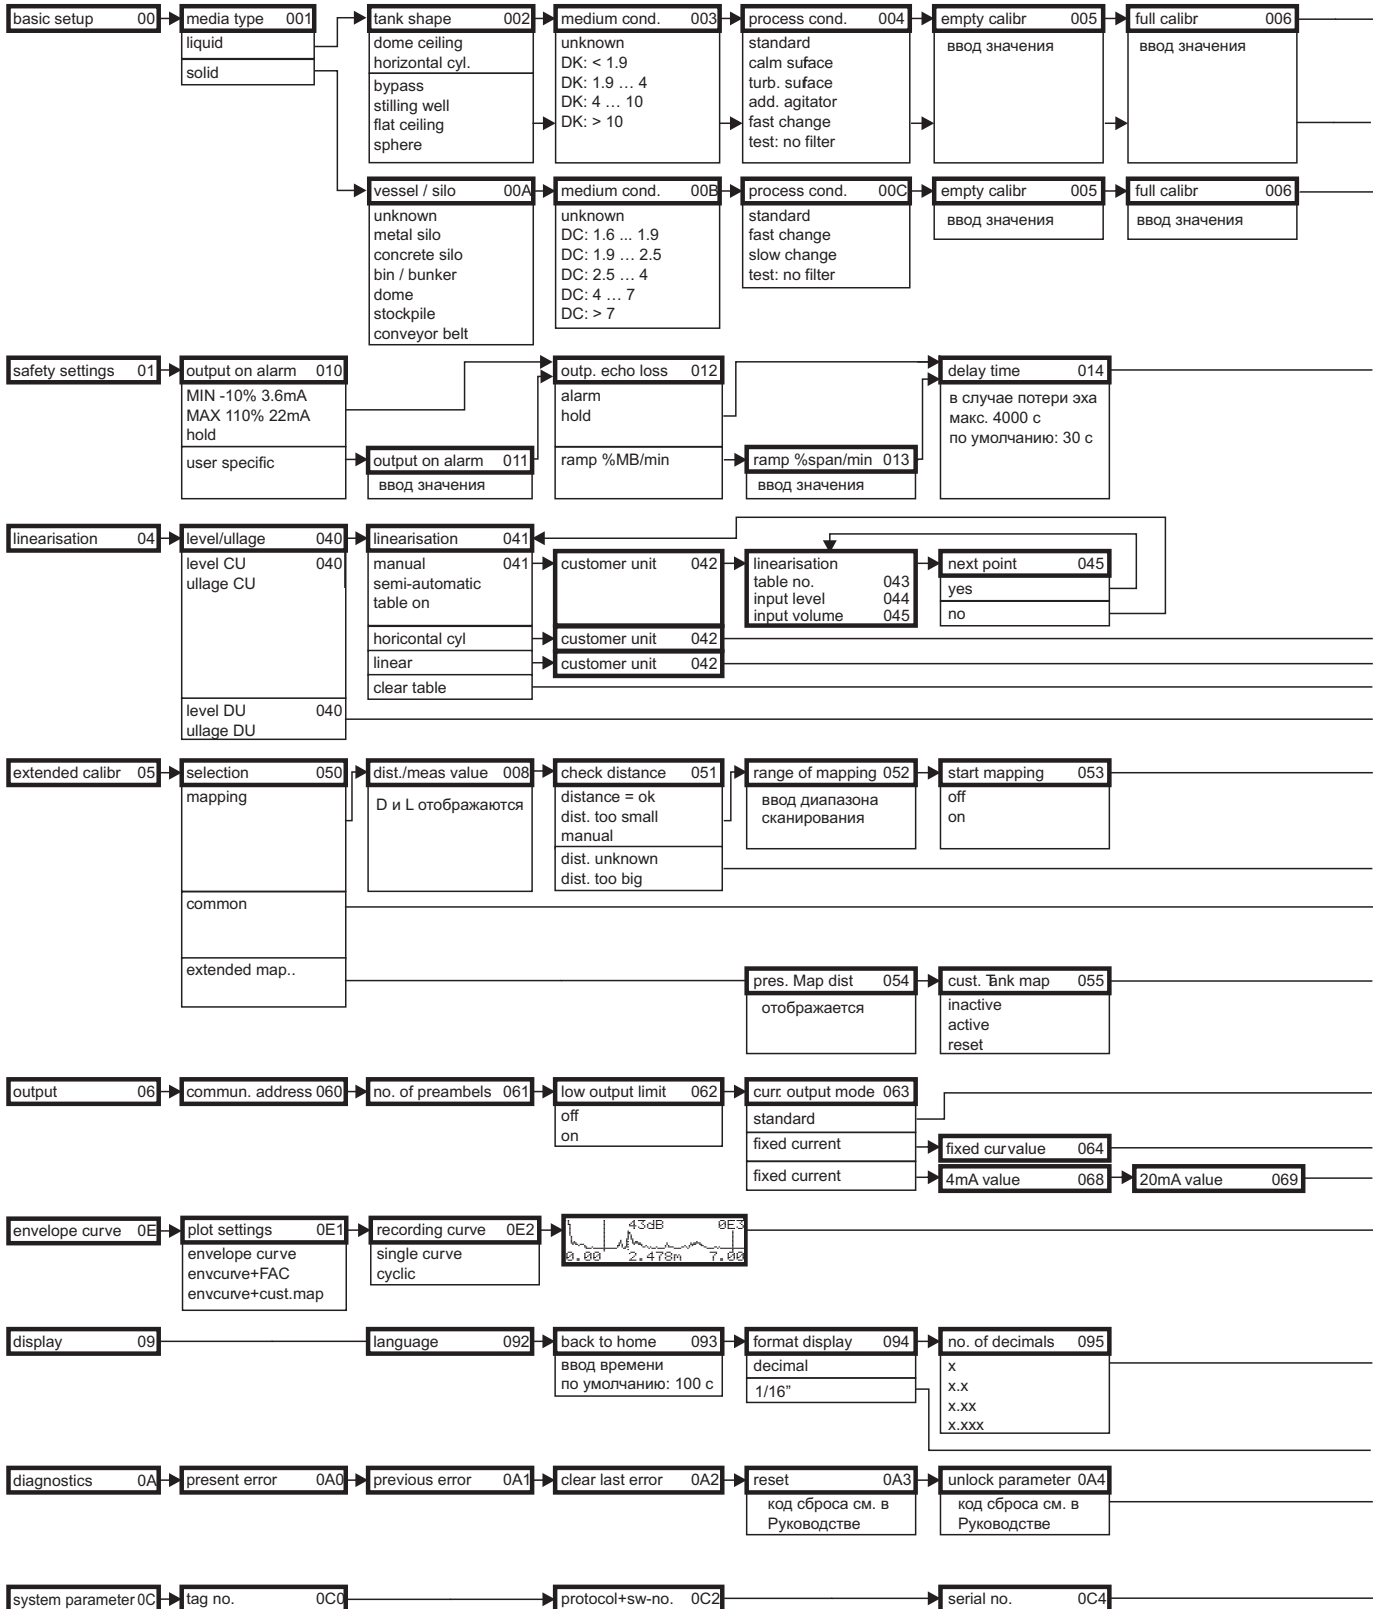 basic setup 00
media type 001
liquid
solid
tank shape 002
dome ceiling
horizontal cyl.
bypass
stilling well
flat ceiling
sphere
medium cond. 003
unknown
DK: < 1.9
DK: 1.9 … 4
DK: 4 … 10
DK: > 10
process cond. 004
standard
calm suface
turb. suface
add. agitator
fast change
test: no filter
empty calibr 005
ввод значения
full calibr 006
ввод значения
vessel / silo 00A
unknown
metal silo
concrete silo
bin / bunker
dome
stockpile
conveyor belt
medium cond. 00B
unknown
DC: 1.6 ... 1.9
DC: 1.9 … 2.5
DC: 2.5 … 4
DC: 4 … 7
DC: > 7
process cond. 00C
standard
fast change
slow change
test: no filter
empty calibr 005
ввод значения
full calibr 006
ввод значения
safety settings 01
output on alarm 010
MIN -10% 3.6mA
MAX 110% 22mA
hold
user specific
output on alarm 011
ввод значения
outp. echo loss 012
alarm
hold
ramp %MB/min
ramp %span/min 013
ввод значения
delay time 014
в случае потери эха
макс. 4000 с
по умолчанию: 30 с
linearisation 04
level/ullage 040
level CU 040
ullage CU
level DU 040
ullage DU
linearisation 041
manual 041
semi-automatic
table on
horicontal cyl
linear
clear table
customer unit 042
customer unit 042
customer unit 042
linearisation
table no. 043
input level 044
input volume 045
next point 045
yes
no
extended calibr 05
selection 050
mapping
common
extended map..
dist./meas value 008
D и L отображаются
check distance 051
distance = ok
dist. too small
manual
dist. unknown
dist. too big
range of mapping 052
ввод диапазона
сканирования
start mapping 053
off
on
pres. Map dist 054
отображается
cust. Tank map 055
inactive
active
reset
output 06
commun. address 060
no. of preambels 061
low output limit 062
off
on
curr. output mode 063
standard
fixed current
fixed current
fixed curvalue 064
4mA value 068
20mA value 069
envelope curve 0E
plot settings 0E1
envelope curve
envcurve+FAC
envcurve+cust.map
recording curve 0E2
single curve
cyclic
43dB 0E3
0.00 2.478m 7.00
display 09
language 092
back to home 093
ввод времени
по умолчанию: 100 с
format display 094
decimal
1/16”
no. of decimals 095
x
x.x
x.xx
x.xxx
diagnostics 0A
present error 0A0
previous error 0A1
clear last error 0A2
reset 0A3
код сброса см. в
Руководстве
unlock parameter 0A4
код сброса см. в
Руководстве
system parameter 0C
tag no. 0C0
protocol+sw-no. 0C2
serial no. 0C4